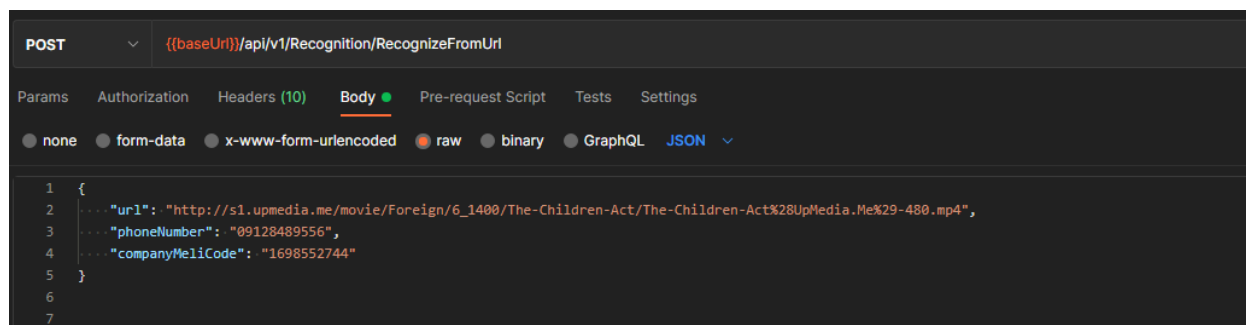 POST {{baseUrl}}/api/v1/Recognition/RecognizeFromUrl
Params Authorization Headers (10) Body Pre-request Script Tests Settings
none form-data x-www-form-urlencoded raw binary GraphQL JSON
1 {
2 "url": "http://s1.upmedia.me/movie/Foreign/6_1400/The-Children-Act/The-Children-Act%28UpMedia.Me%29-480.mp4",
3 "phoneNumber": "09128489556",
4 "companyMeliCode": "1698552744"
5 }
6
7